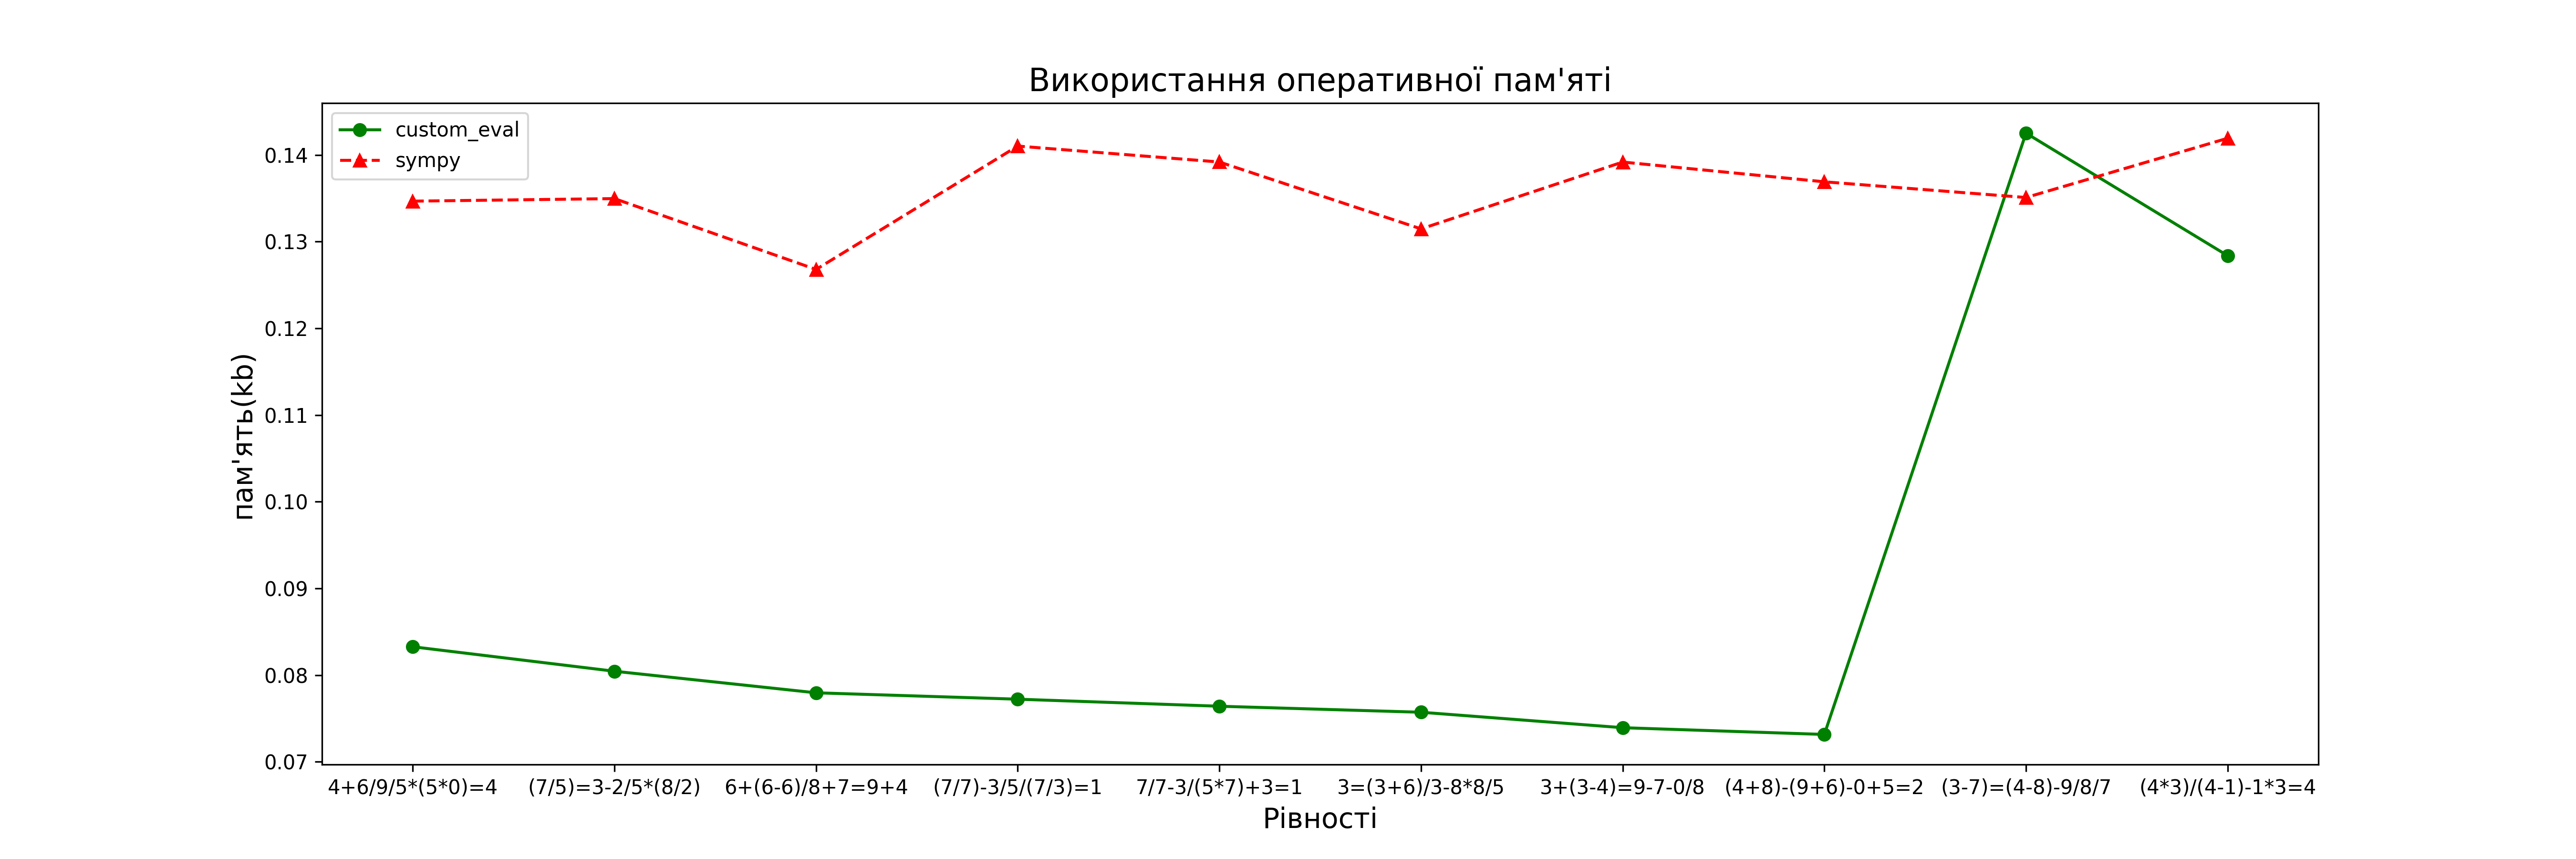 Використання оперативної пам'яті
custom_eval
sympy
0.14
0.13
0.12
0.11
0.10
0.09
0.08
0.07
пам'ять(kb)
4+6/9/5*(5*0)=4 (7/5)=3-2/5*(8/2) 6+(6-6)/8+7=9+4 (7/7)-3/5/(7/3)=1 7/7-3/(5*7)+3=1 3=(3+6)/3-8*8/5 3+(3-4)=9-7-0/8 (4+8)-(9+6)-0+5=2 (3-7)=(4-8)-9/8/7 (4*3)/(4-1)-1*3=4
Рівності